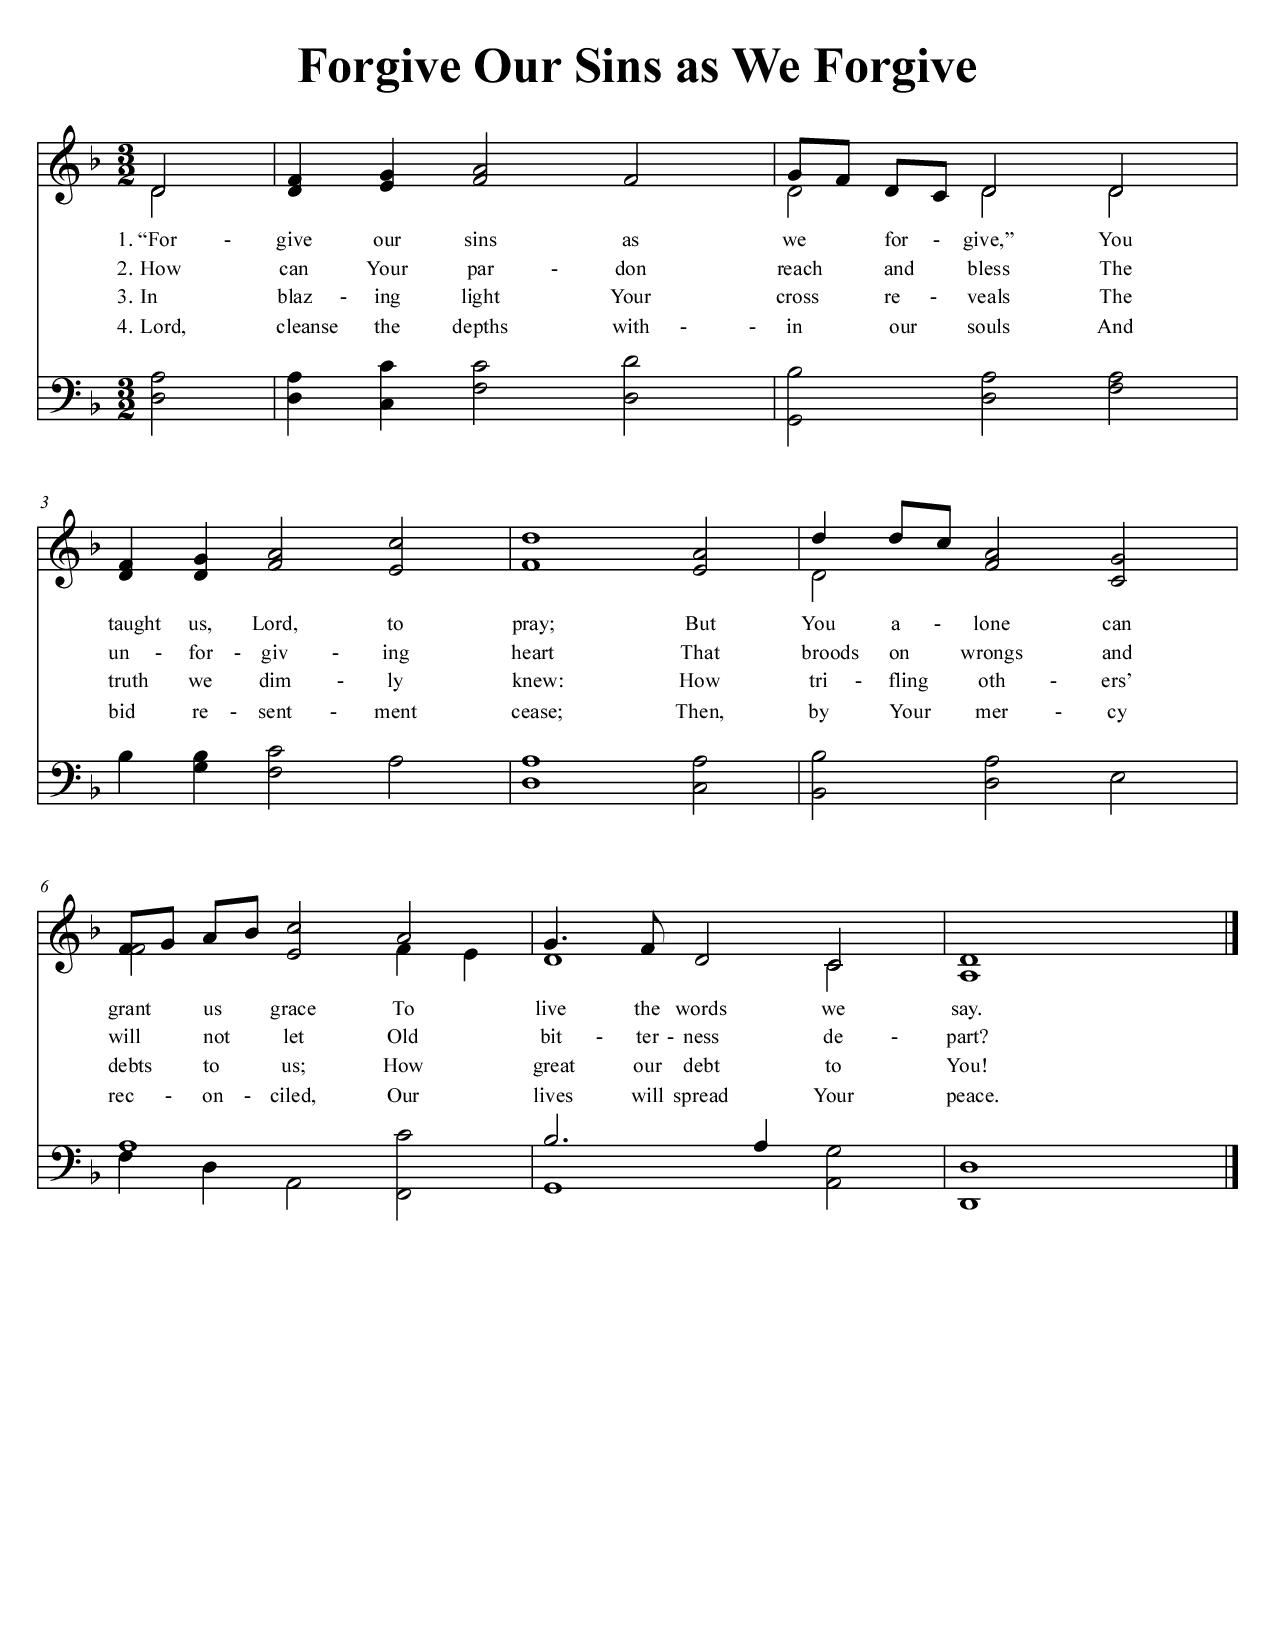 Forgive Our Sins as We Forgive
3
2
1. “For - give our sins as we for - give,” You
2. How can Your par - don reach and bless The
3. In blaz - ing light Your cross re - veals The
4. Lord, cleanse the depths with - - in our souls And
3
2
3
taught us, Lord, to pray; But You a - lone can
un - for - giv - ing heart That broods on wrongs and
truth we dim - ly knew: How tri - fling oth - ers’
bid re - sent - ment cease; Then, by Your mer - cy
6
grant us grace To live the words we say.
will not let Old bit - ter - ness de - part?
debts to us; How great our debt to You!
rec - on - ciled, Our lives will spread Your peace.